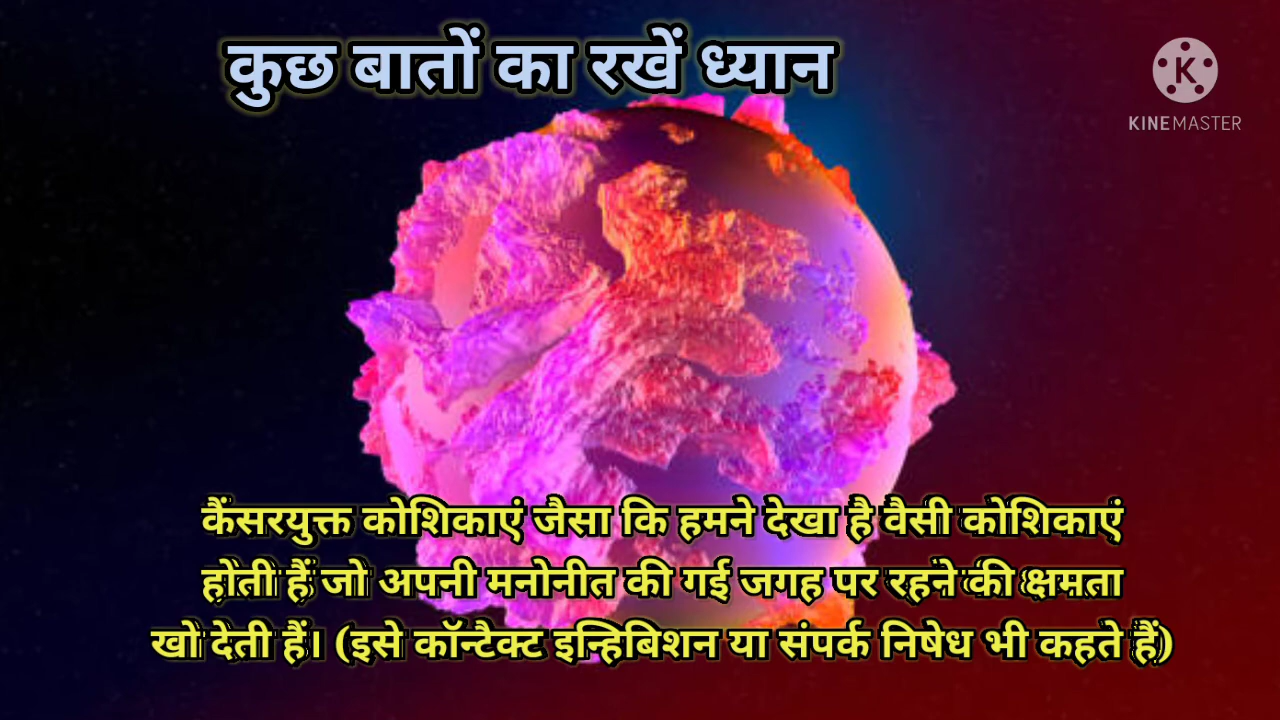 कुछ बातों का रखें ध्यान
K
KINEMASTER
कैंसरयुक्त कोशिकाएं जैसा कि हमने देखा है वैसी कोशिकाएं
होती हैं जो अपनी मनोनीत की गई जगह पर रहने की क्षमता
खो देती हैं। (इसे कॉन्टैक्ट इन्हिबिशन या संपर्क निषेध भी कहते हैं)